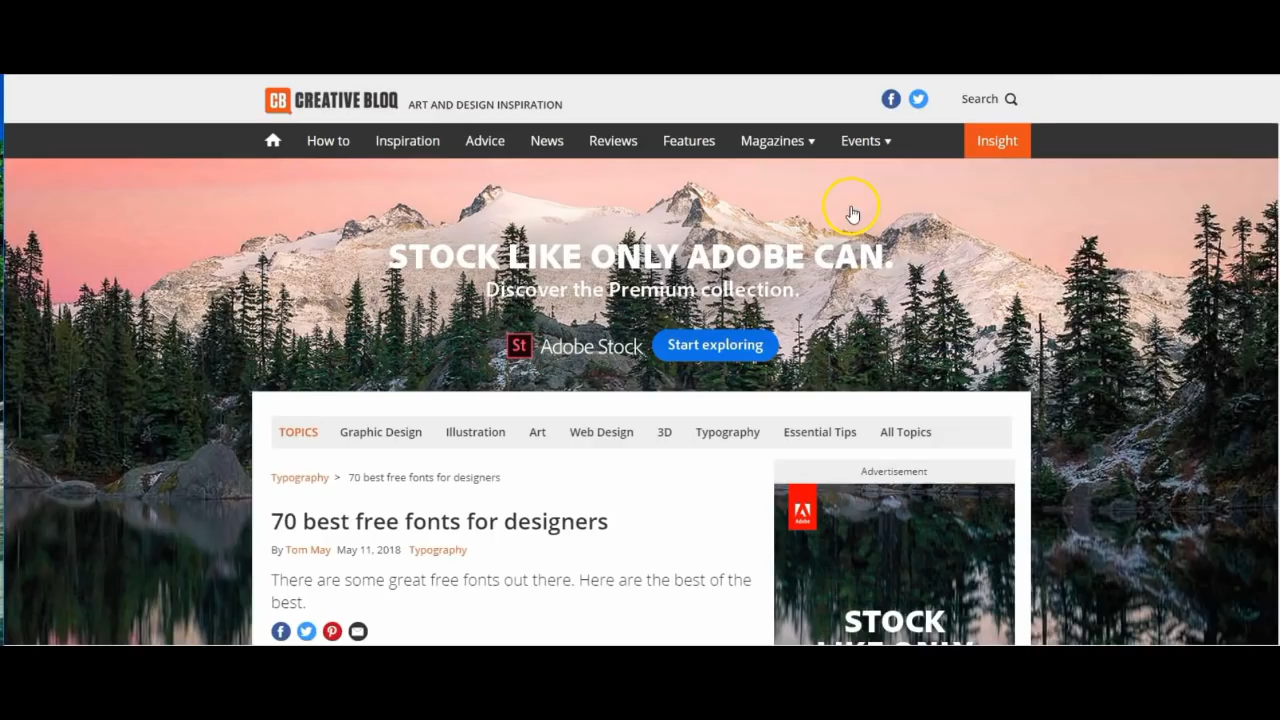 CB CREATIVE BLOQ ART AND DESIGN INSPIRATION Search
How to Inspiration Advice News Reviews Features Magazines ▾ Events ▾ Insight
STOCK LIKE ONLY ADOBE CAN.
Discover the Premium collection.
St Adobe Stock Start exploring
TOPICS Graphic Design Illustration Art Web Design 3D Typography Essential Tips All Topics
Advertisement
Typography > 70 best free fonts for designers
Adobe
70 best free fonts for designers
By Tom May May 11, 2018 Typography
There are some great free fonts out there. Here are the best of the
best.
STOCK
LIKE ONLY